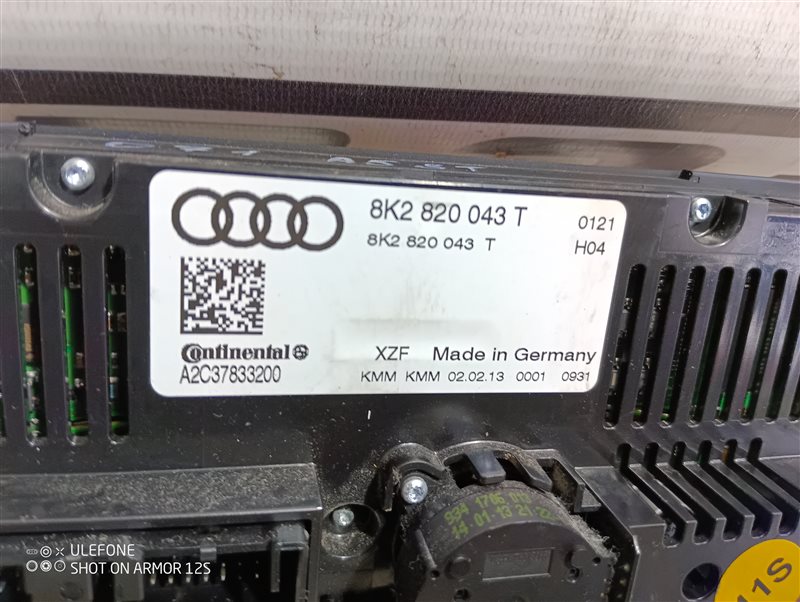 8K2 820 043 T 0121
8K2 820 043 T H04
Continental
A2C37833200
XZF Made in Germany
KMM KMM 02.02.13 0001 0931
11S
ULEFONE
SHOT ON ARMOR 12S